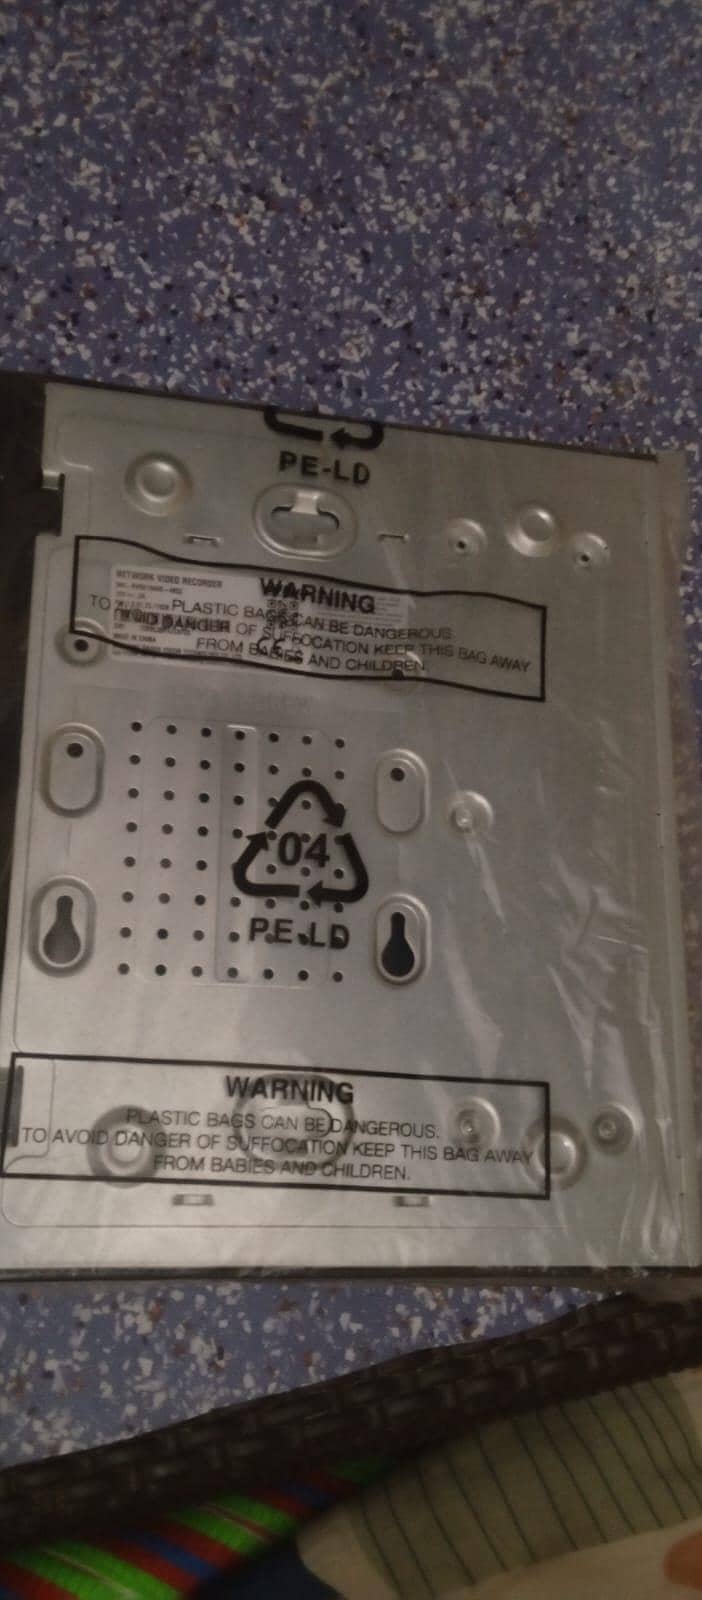 PE-LD
NETWORK VIDEO RECORDER
WARNING
PLASTIC BAGS CAN BE DANGEROUS.
TO AVOID DANGER OF SUFFOCATION KEEP THIS BAG AWAY
FROM BABIES AND CHILDREN.
MADE IN CHINA
CE
04
PE-LD
WARNING
PLASTIC BAGS CAN BE DANGEROUS.
TO AVOID DANGER OF SUFFOCATION KEEP THIS BAG AWAY
FROM BABIES AND CHILDREN.